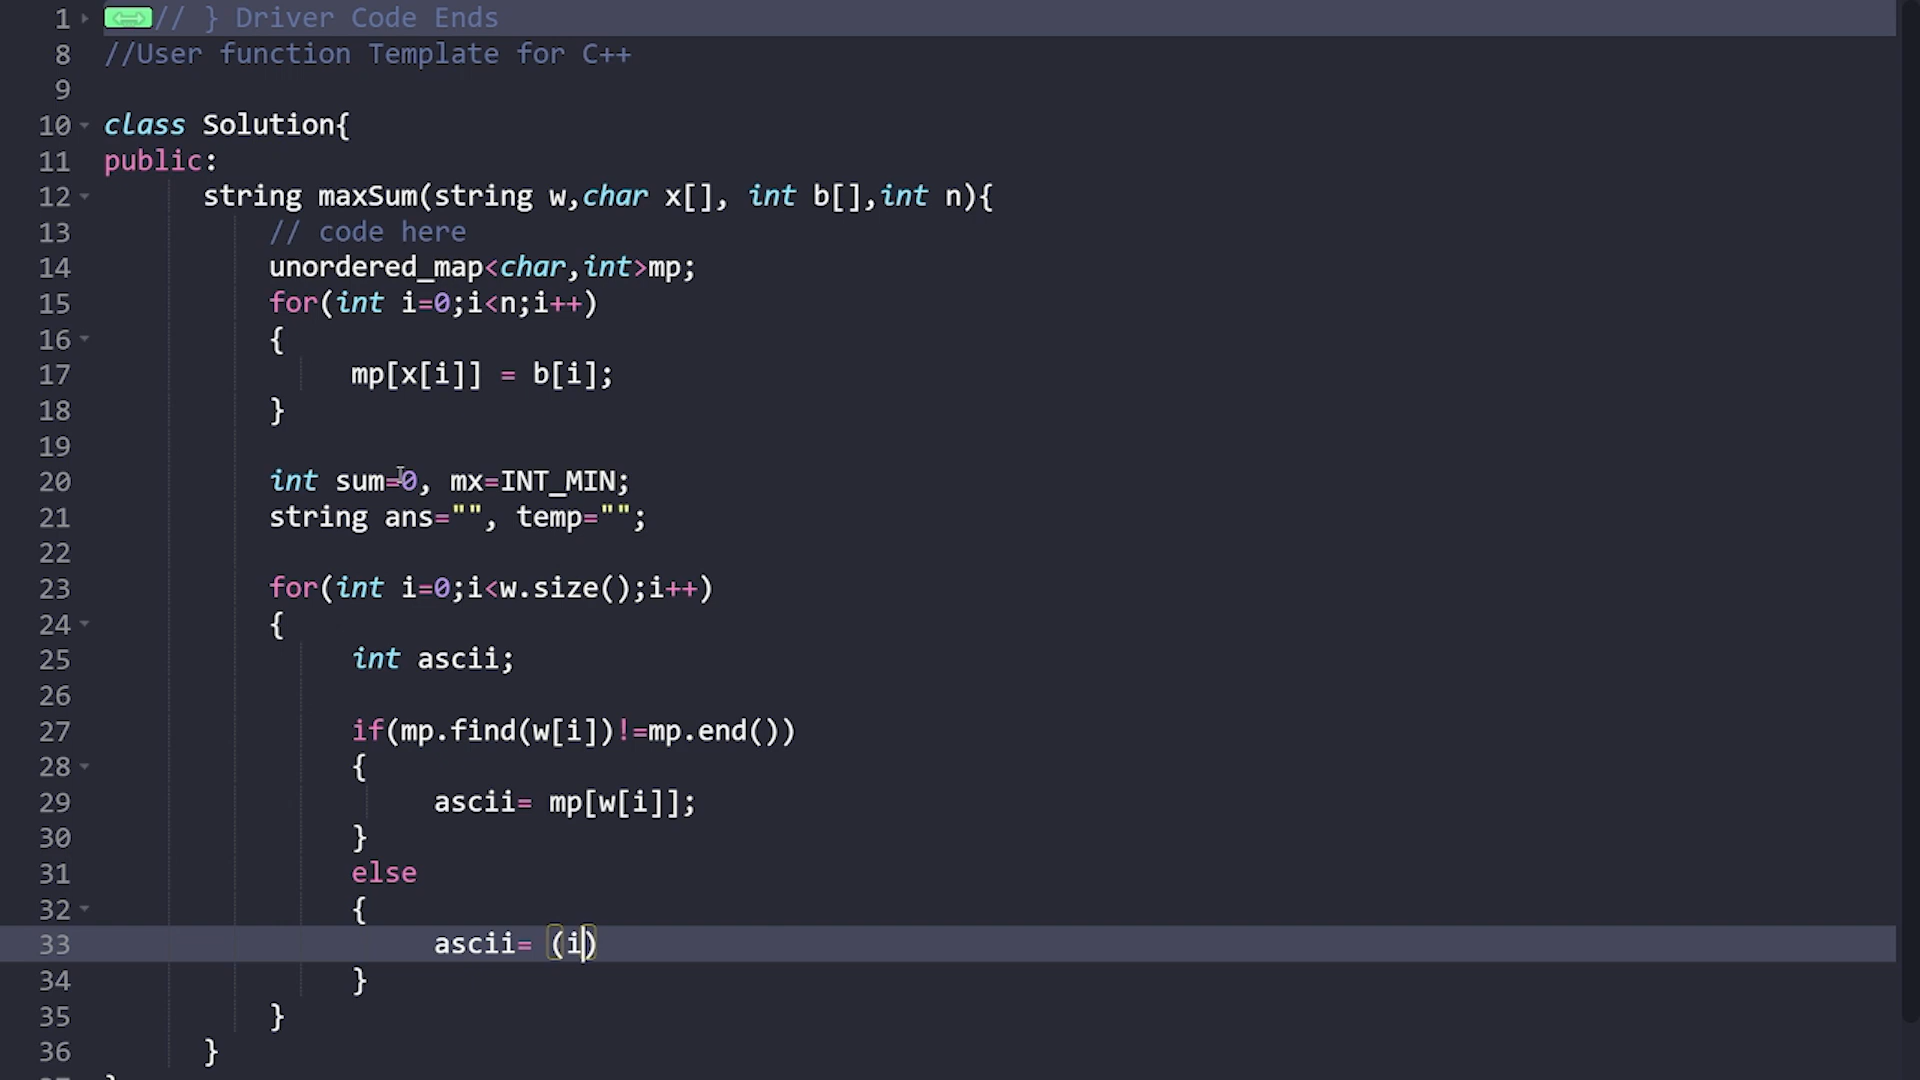 1 // } Driver Code Ends
8 //User function Template for C++
9
10 class Solution{
11 public:
12 string maxSum(string w,char x[], int b[],int n){
13 // code here
14 unordered_map<char,int>mp;
15 for(int i=0;i<n;i++)
16 {
17 mp[x[i]] = b[i];
18 }
19
20 int sum=0, mx=INT_MIN;
21 string ans="", temp="";
22
23 for(int i=0;i<w.size();i++)
24 {
25 int ascii;
26
27 if(mp.find(w[i])!=mp.end())
28 {
29 ascii= mp[w[i]];
30 }
31 else
32 {
33 ascii= (i)
34 }
35 }
36 }